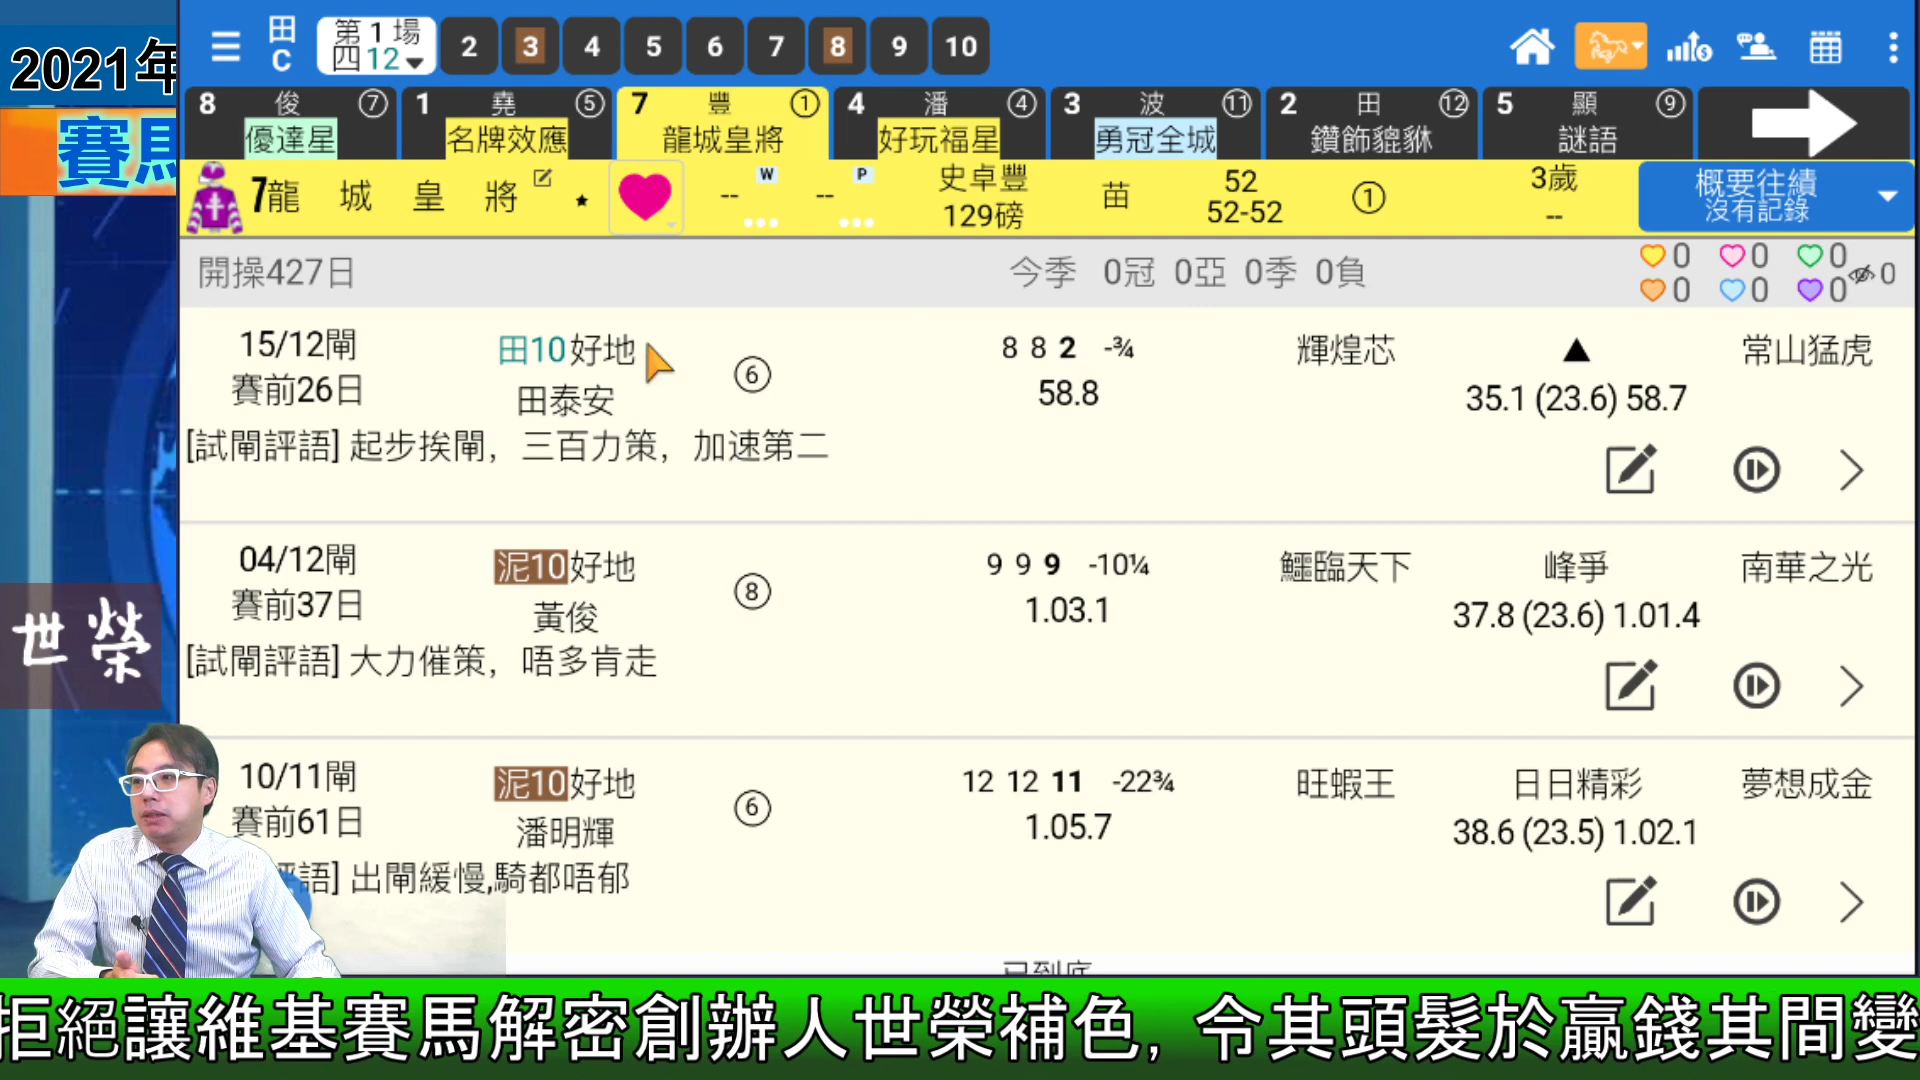 2021年
賽馬
世榮
田
C
第 1 場
四 12
2 3 4 5 6 7 8 9 10
8 俊 ⑦
優達星
1 堯 ⑤
名牌效應
7 豐 ①
龍城皇將
4 潘 ④
好玩福星
3 波 ⑪
勇冠全城
2 田 ⑫
鑽飾貔貅
5 顯 ⑨
謎語
7龍 城 皇 將 ★
-- W
-- P
史卓豐
129磅
苗
52
52-52
①
3歲
--
概要往績
沒有記錄
開操427日
今季 0冠 0亞 0季 0負
0 0 0
0 0 0
0
15/12閘
賽前26日
田10好地
田泰安
⑥
8 8 2 -¾
58.8
輝煌芯
▲
35.1 (23.6) 58.7
常山猛虎
[試閘評語] 起步挨閘，三百力策，加速第二
04/12閘
賽前37日
泥10好地
黃俊
⑧
9 9 9 -10¼
1.03.1
鱷臨天下
峰爭
37.8 (23.6) 1.01.4
南華之光
[試閘評語] 大力催策，唔多肯走
10/11閘
賽前61日
泥10好地
潘明輝
⑥
12 12 11 -22¾
1.05.7
旺蝦王
日日精彩
38.6 (23.5) 1.02.1
夢想成金
評語] 出閘緩慢,騎都唔郁
已到底
拒絕讓維基賽馬解密創辦人世榮補色，令其頭髮於贏錢其間變